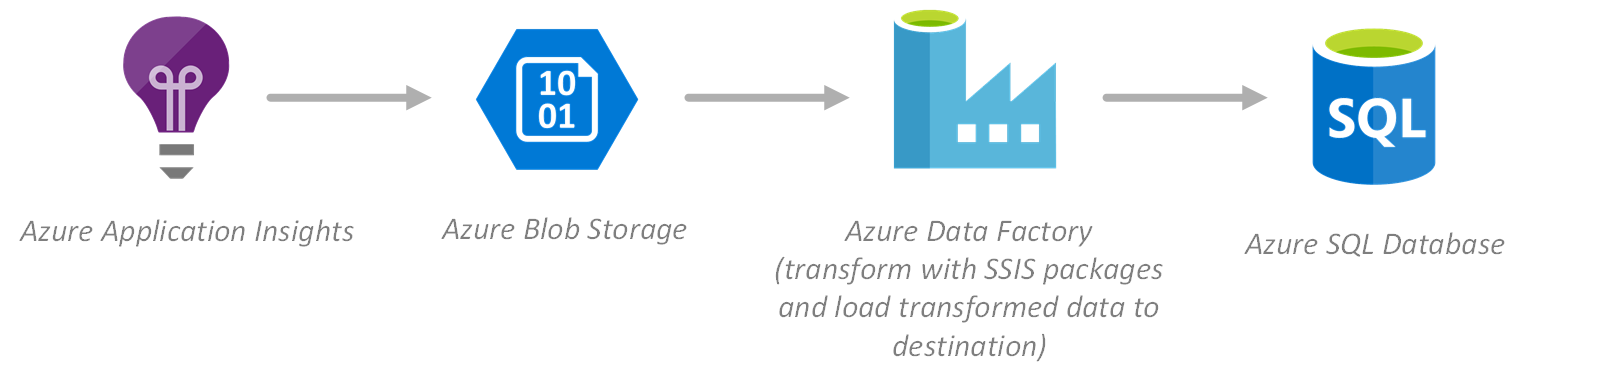 10
01
SQL
Azure Application Insights
Azure Blob Storage
Azure Data Factory
(transform with SSIS packages
and load transformed data to
destination)
Azure SQL Database